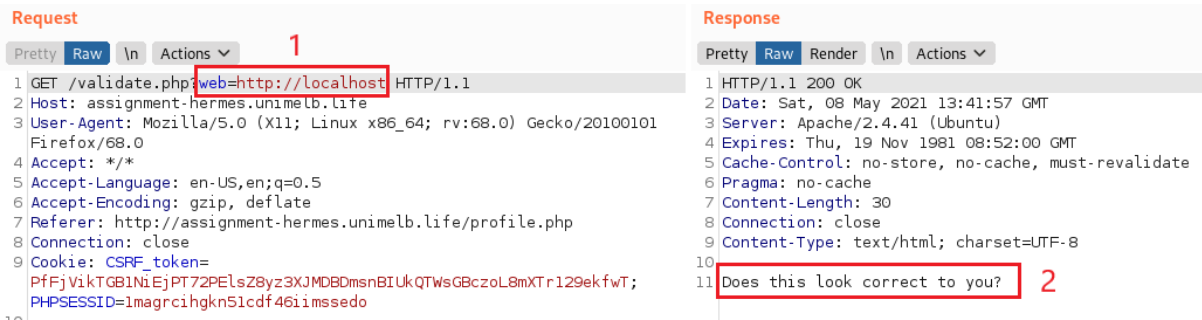 Request
1
Pretty Raw \n Actions
1 GET /validate.php?web=http://localhost HTTP/1.1
2 Host: assignment-hermes.unimelb.life
3 User-Agent: Mozilla/5.0 (X11; Linux x86_64; rv:68.0) Gecko/20100101
Firefox/68.0
4 Accept: */*
5 Accept-Language: en-US,en;q=0.5
6 Accept-Encoding: gzip, deflate
7 Referer: http://assignment-hermes.unimelb.life/profile.php
8 Connection: close
9 Cookie: CSRF_token=
PfFjVikTGB1NiEjPT72PElsZ8yz3XJMDBDmsnBIUkQTWsGBczoL8mXTr129ekfwT;
PHPSESSID=1magrcihgkn51cdf46iimssedo
10
Response
Pretty Raw Render \n Actions
1 HTTP/1.1 200 OK
2 Date: Sat, 08 May 2021 13:41:57 GMT
3 Server: Apache/2.4.41 (Ubuntu)
4 Expires: Thu, 19 Nov 1981 08:52:00 GMT
5 Cache-Control: no-store, no-cache, must-revalidate
6 Pragma: no-cache
7 Content-Length: 30
8 Connection: close
9 Content-Type: text/html; charset=UTF-8
10
11 Does this look correct to you?
2